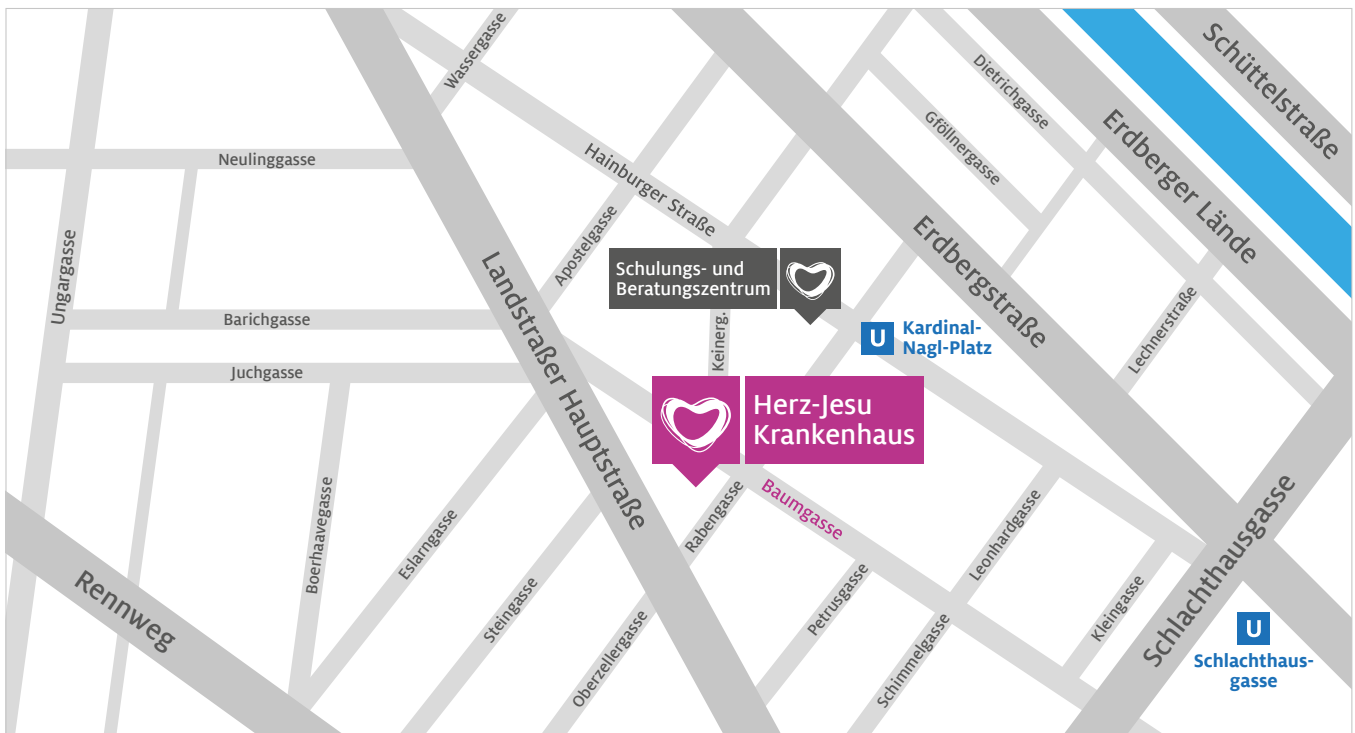 Schüttelstraße
Wassergasse
Dietrichgasse
Erdberger Lände
Gföllnergasse
Neulinggasse
Hainburger Straße
Apostelgasse
Ungargasse
Erdbergstraße
Landstraßer Hauptstraße
Schulungs- und
Beratungszentrum
Barichgasse
Keinerg.
U
Kardinal-
Nagl-Platz
Lechnerstraße
Juchgasse
Herz-Jesu
Krankenhaus
Baumgasse
Rabengasse
Boerhaavegasse
Eslarngasse
Leonhardgasse
Schlachthausgasse
Rennweg
Steingasse
Petrusgasse
Kleingasse
Oberzellergasse
Schimmelgasse
U
Schlachthaus-
gasse